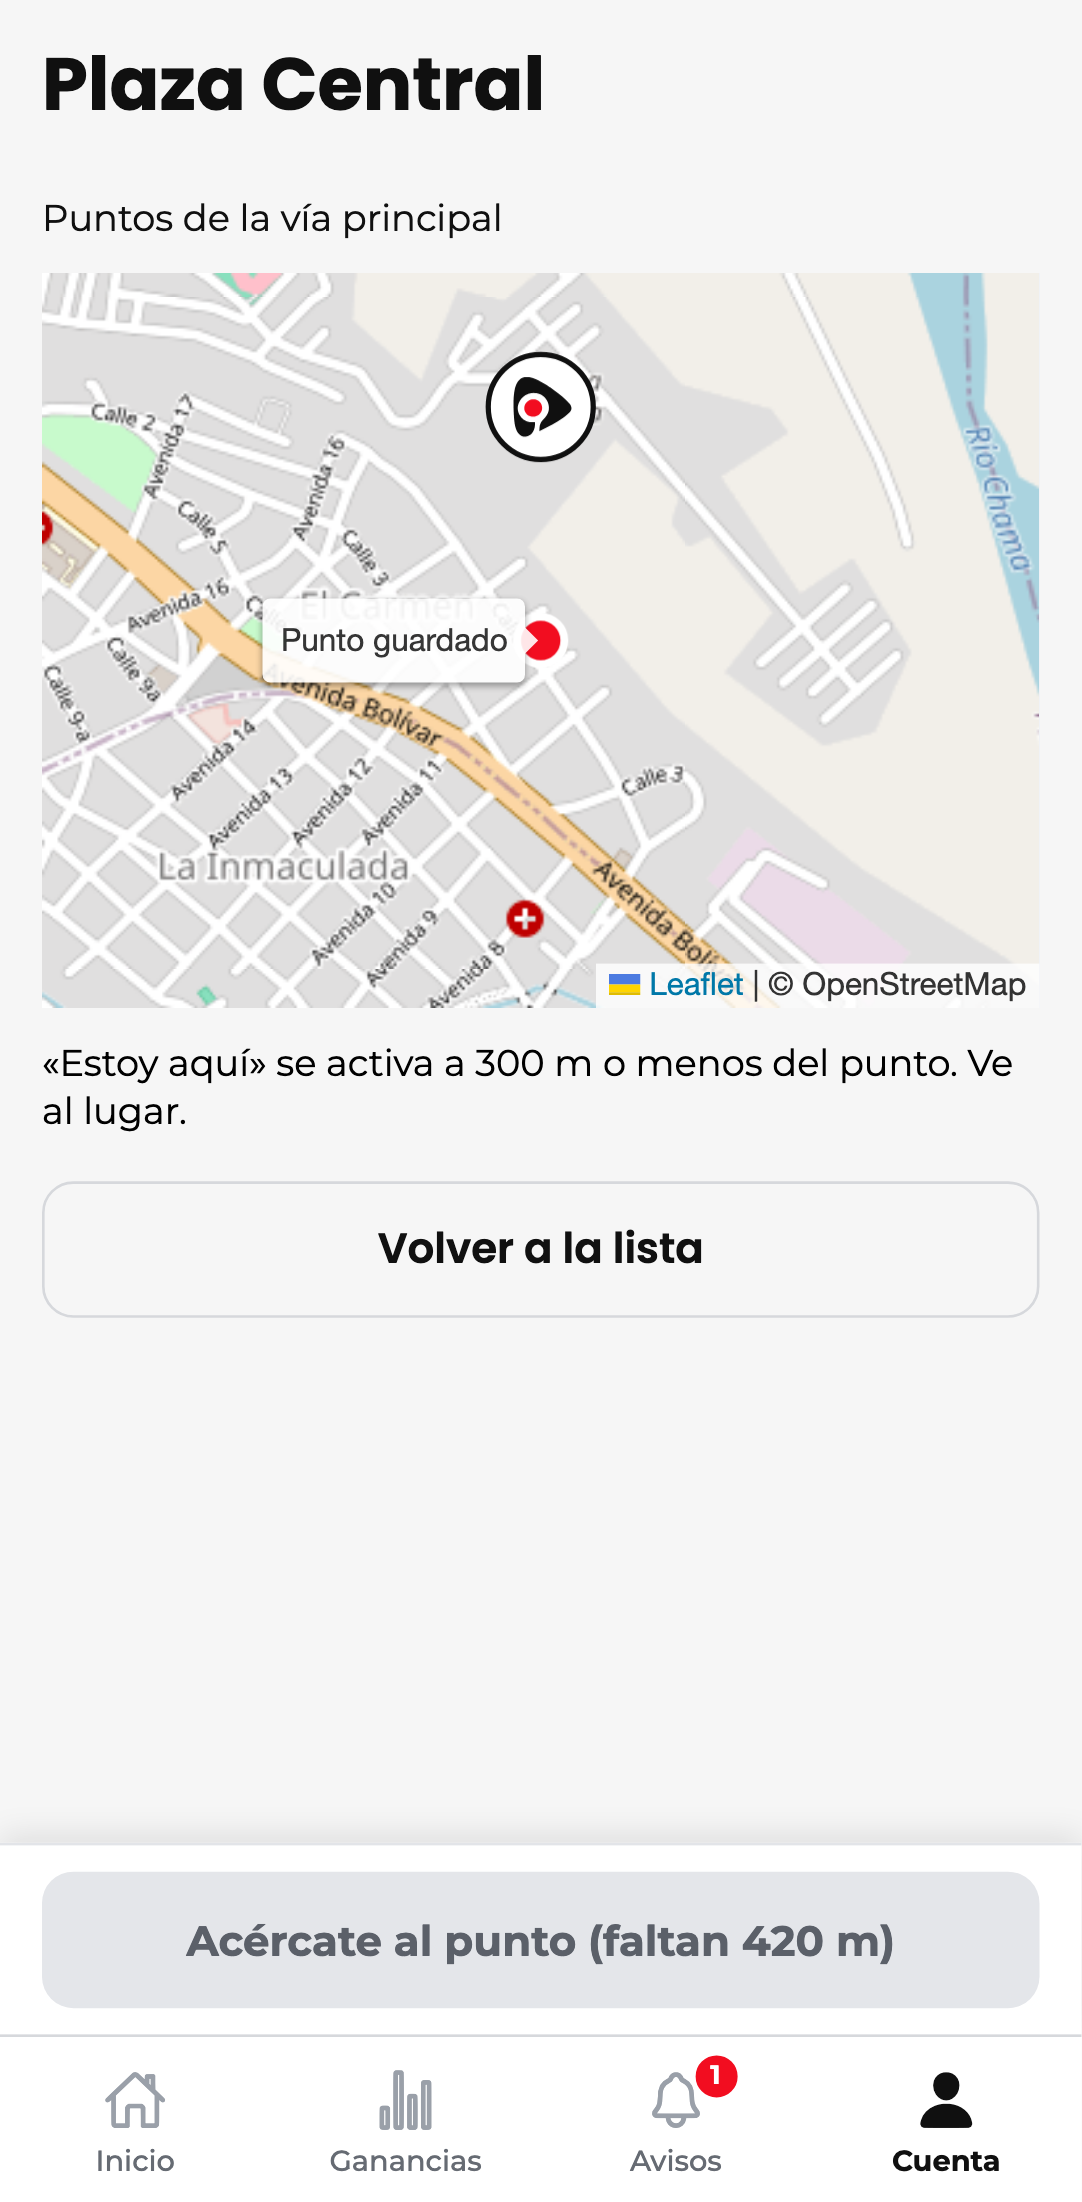 Plaza Central
Puntos de la vía principal
Calle 2
Avenida 17
Avenida 16
Calle 5
Calle 3
Río Chama
Avenida 16
El Carmen
Punto guardado
Calle 9a
Calle 9-a
Avenida Bolívar
Avenida 14
Avenida 13
Avenida 12
Avenida 11
Calle 3
La Inmaculada
Avenida 10
Avenida 9
Avenida 8
Avenida Bolívar
Leaflet | © OpenStreetMap
«Estoy aquí» se activa a 300 m o menos del punto. Ve
al lugar.
Volver a la lista
Acércate al punto (faltan 420 m)
1
Inicio
Ganancias
Avisos
Cuenta